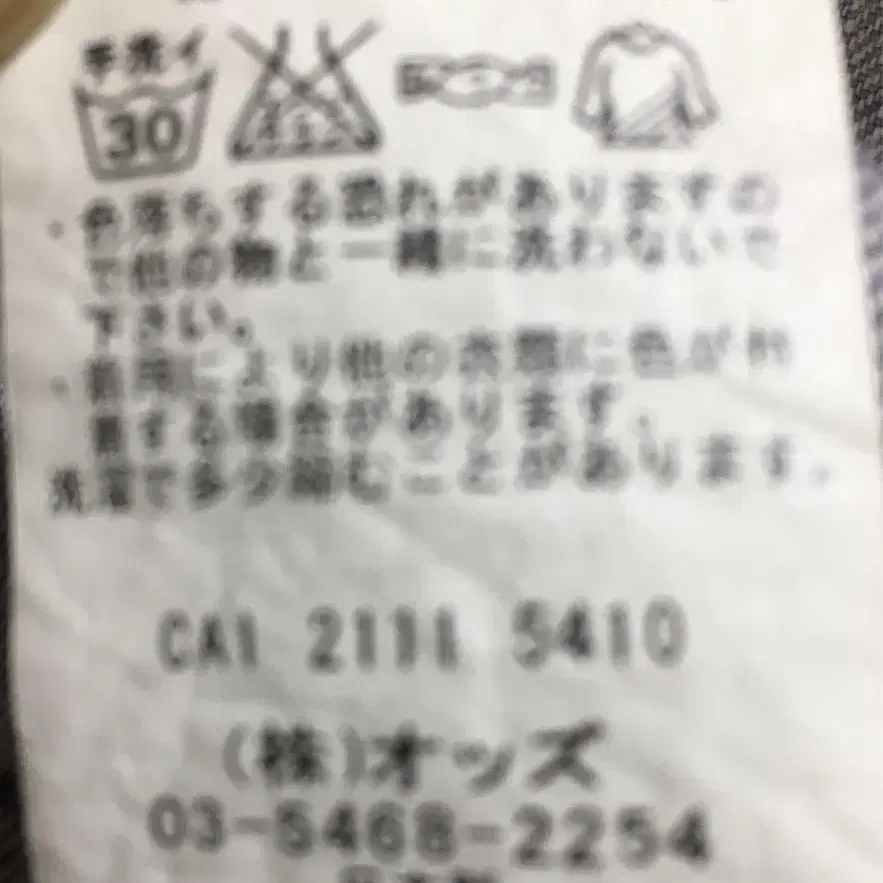 手洗イ
30
・色落ちする恐れがありますの
で他の物と一緒に洗わないで
下さい。
・着用により他の衣類に色が付
着する場合があります。
洗濯で多少縮むことがあります。
CA1 2111 5410
(株)オッズ
03-5468-2254